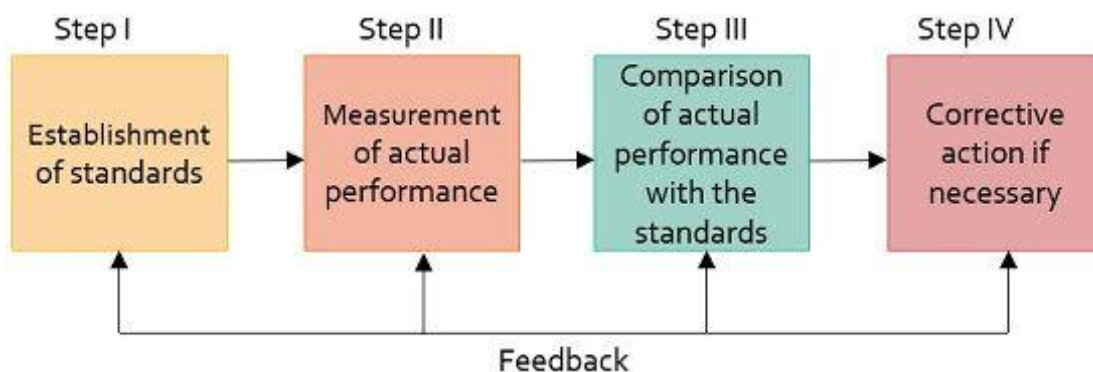 Step I
Establishment
of standards
Step II
Measurement
of actual
performance
Step III
Comparison
of actual
performance
with the
standards
Step IV
Corrective
action if
necessary
Feedback